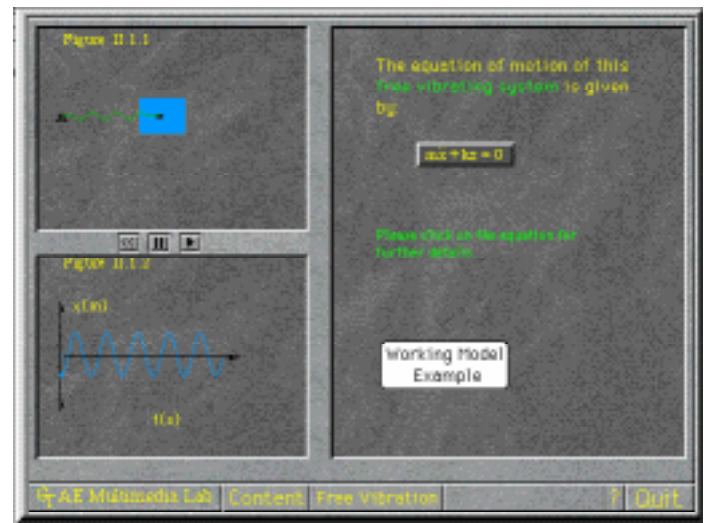 Figure II.1.1
The equation of motion of this
free vibrating system is given
by:
mẍ + kx = 0
Please click on the equation for
further details.
Figure II.1.2
x(m)
t(s)
Working Model
Example
GT AE Multimedia Lab
Content
Free Vibration
?
Quit